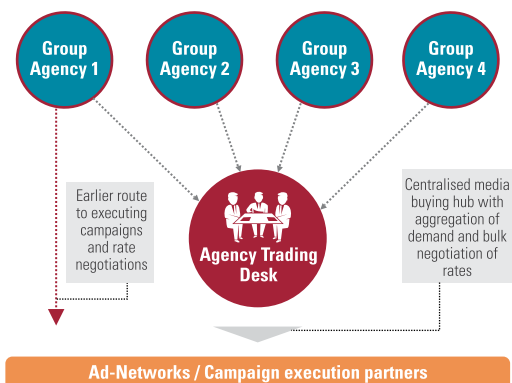 Group
Agency 1
Group
Agency 2
Group
Agency 3
Group
Agency 4
Earlier route
to executing
campaigns
and rate
negotiations
Agency Trading
Desk
Centralised media
buying hub with
aggregation of
demand and bulk
negotiation of
rates
Ad-Networks / Campaign execution partners